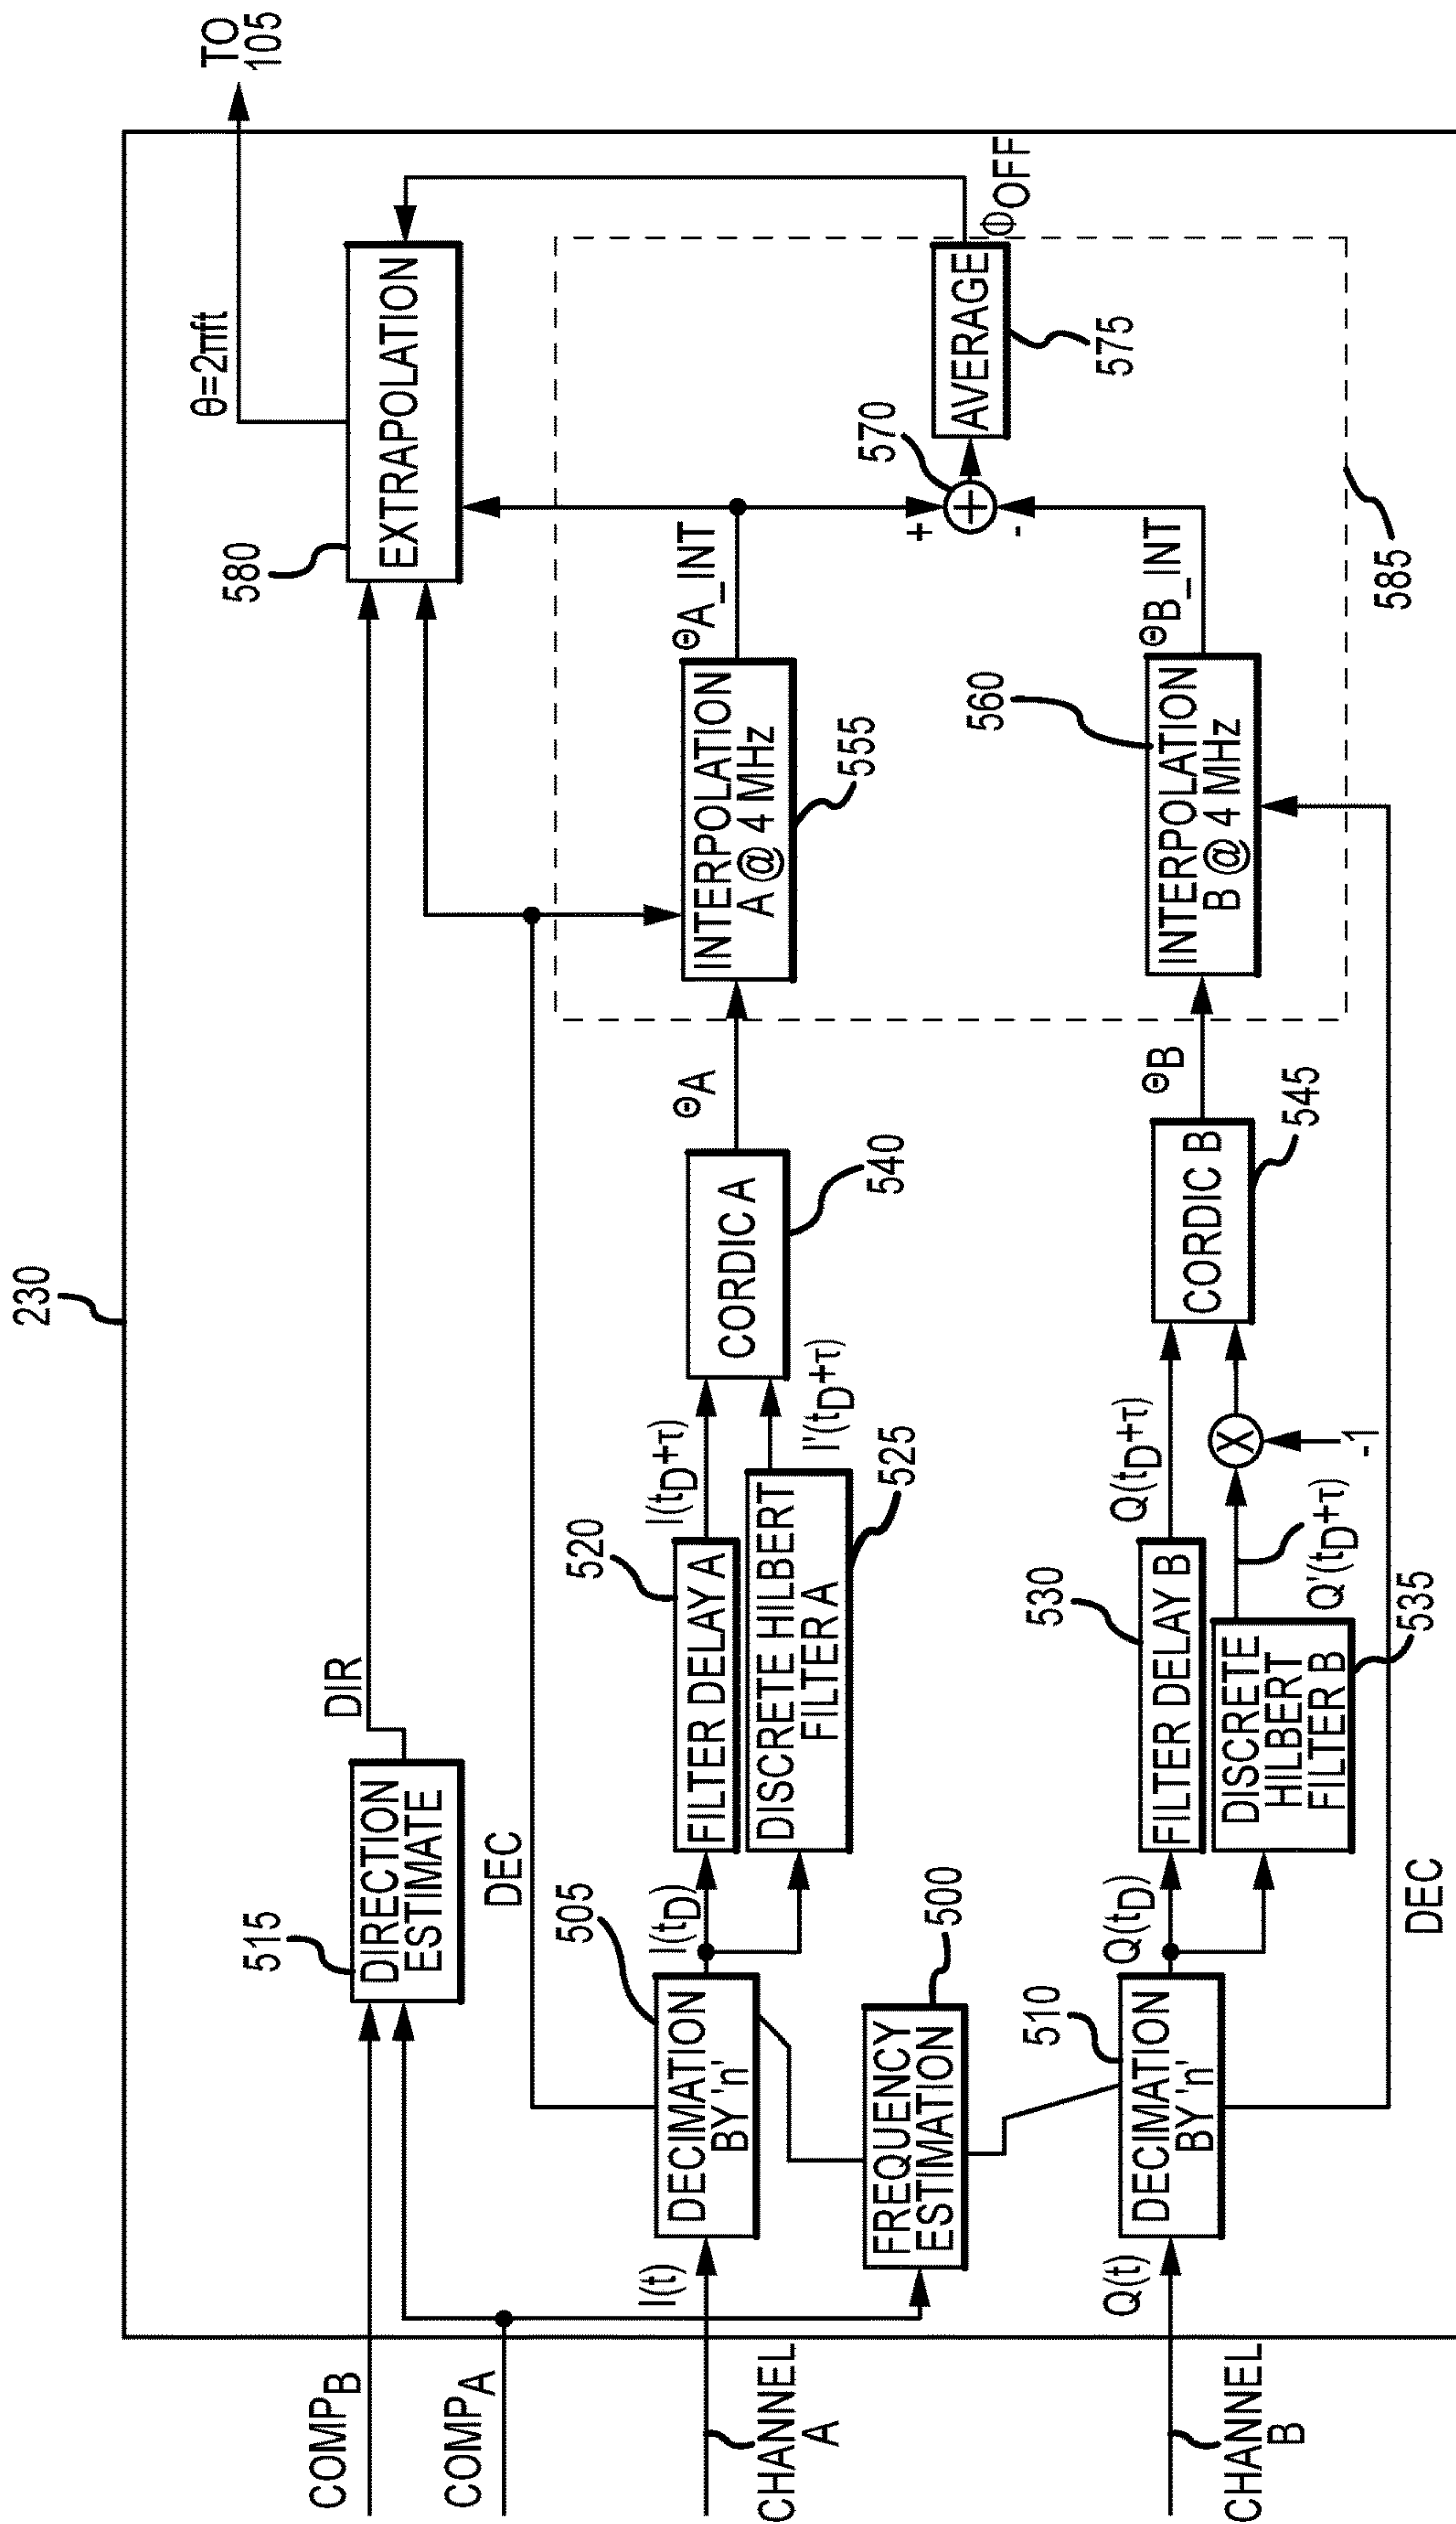 230
TO
105
θ=2πft
COMPB
COMPA
515
DIRECTION
ESTIMATE
DIR
580
EXTRAPOLATION
DEC
CHANNEL
A
I(t)
505
DECIMATION
BY 'n'
I(tD)
520
FILTER DELAY A
I(tD+τ)
DISCRETE HILBERT
FILTER A
525
I'(tD+τ)
CORDIC A
540
ΘA
INTERPOLATION
A @ 4 MHz
555
ΘA_INT
500
FREQUENCY
ESTIMATION
570
+
+
-
AVERAGE
575
ΦOFF
CHANNEL
B
Q(t)
510
DECIMATION
BY 'n'
Q(tD)
530
FILTER DELAY B
Q(tD+τ)
DISCRETE
HILBERT
FILTER B
535
Q'(tD+τ)
X
-1
CORDIC B
545
ΘB
560
INTERPOLATION
B @ 4 MHz
ΘB_INT
585
DEC